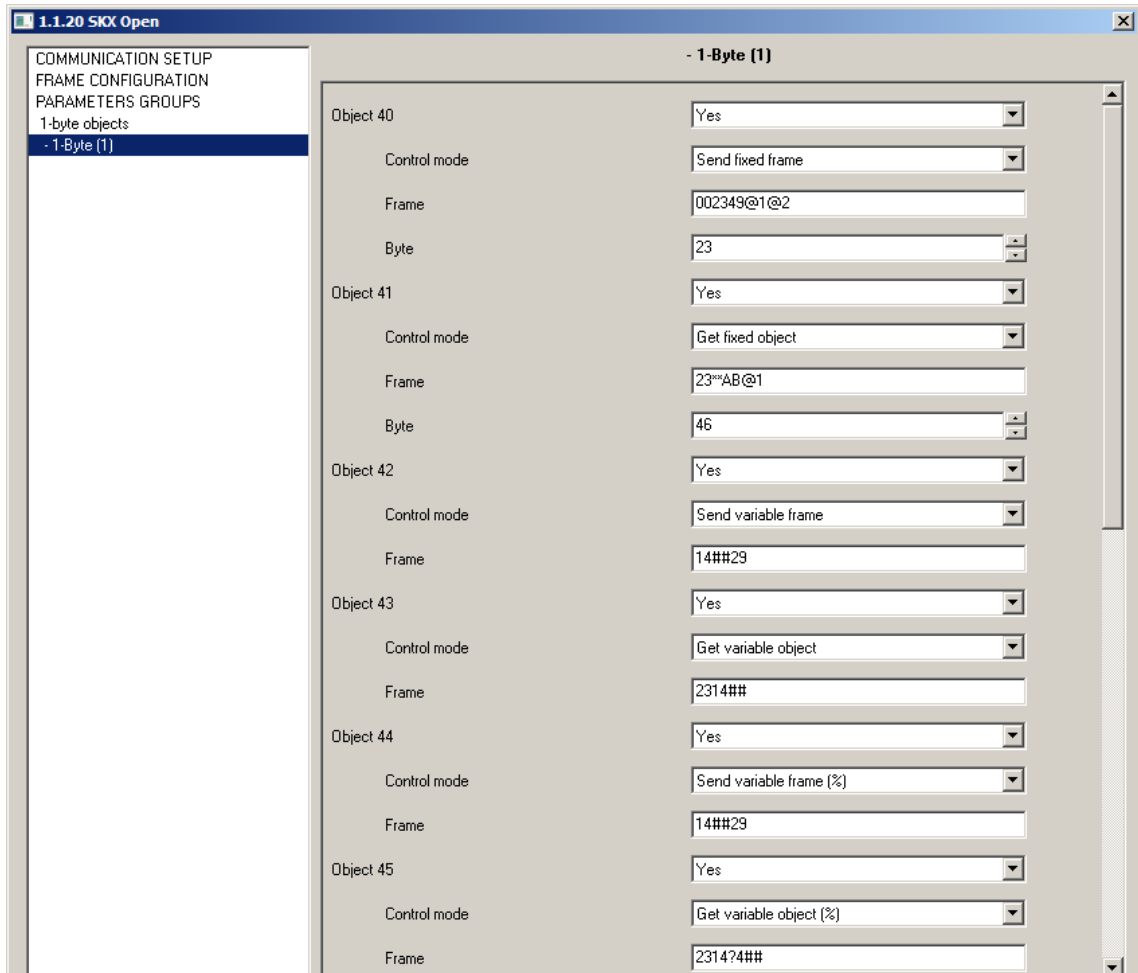 1.1.20 SKX Open
COMMUNICATION SETUP
FRAME CONFIGURATION
PARAMETERS GROUPS
1-byte objects
- 1-Byte (1)
- 1-Byte (1)
Object 40 Yes
Control mode Send fixed frame
Frame 002349@1@2
Byte 23
Object 41 Yes
Control mode Get fixed object
Frame 23**AB@1
Byte 46
Object 42 Yes
Control mode Send variable frame
Frame 14##29
Object 43 Yes
Control mode Get variable object
Frame 2314##
Object 44 Yes
Control mode Send variable frame (%)
Frame 14##29
Object 45 Yes
Control mode Get variable object (%)
Frame 2314?4##